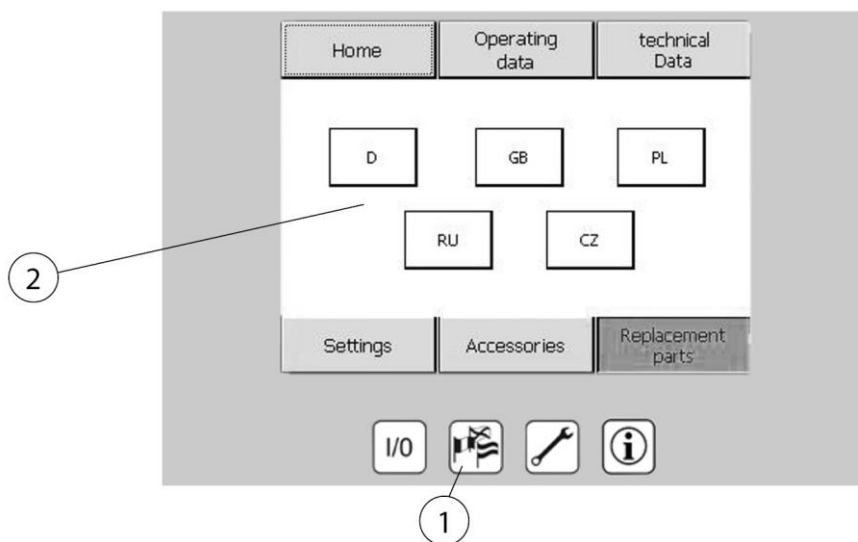 Home
Operating
data
technical
Data
D
GB
PL
RU
CZ
2
Settings
Accessories
Replacement
parts
I/0
i
1